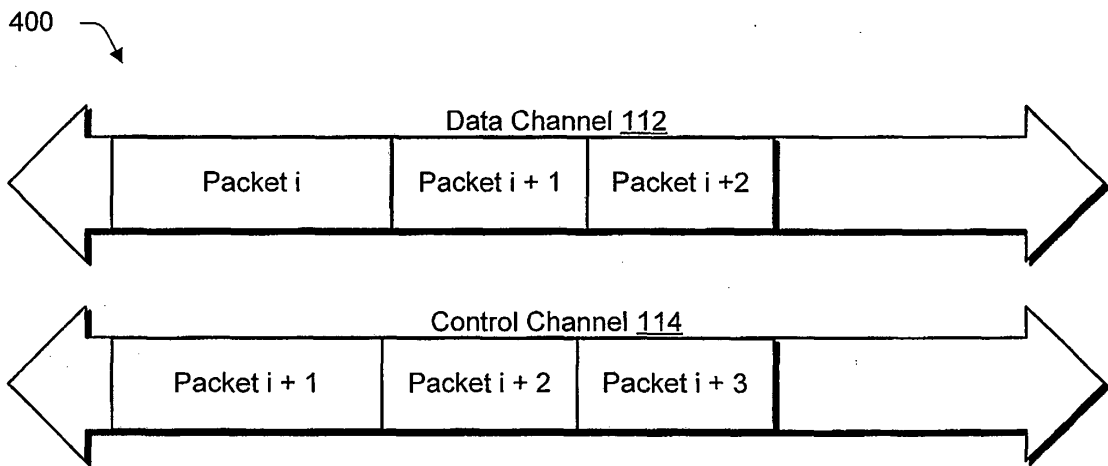 400
Data Channel 112
Packet i
Packet i + 1
Packet i +2
Control Channel 114
Packet i + 1
Packet i + 2
Packet i + 3